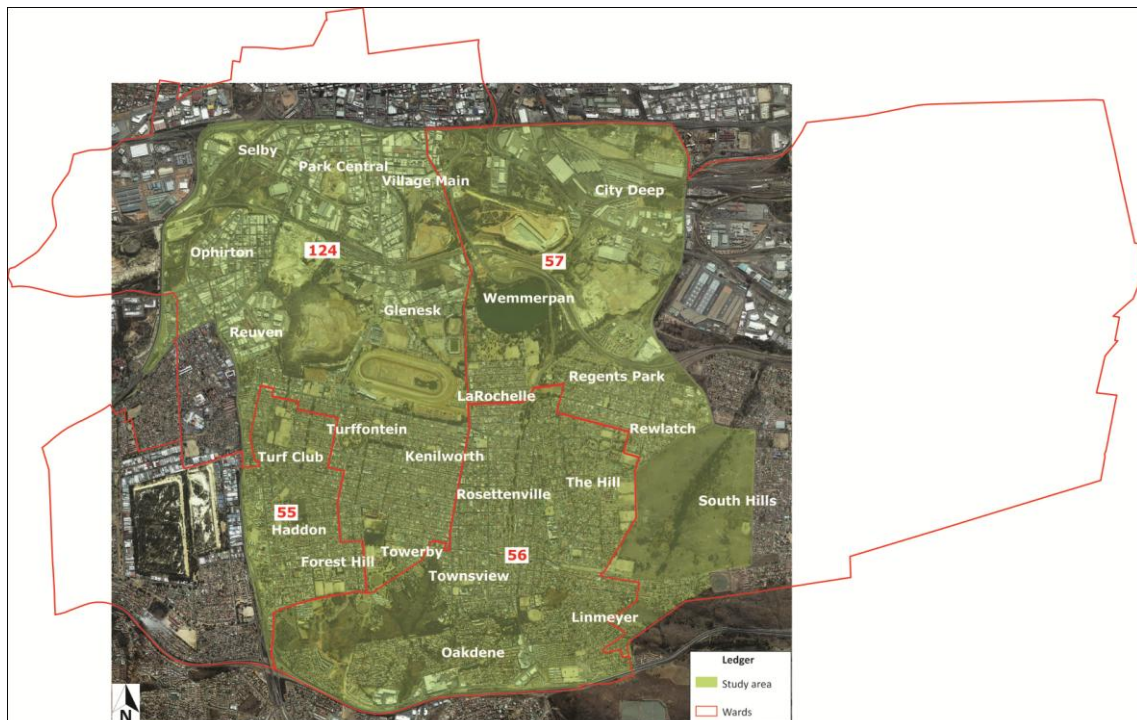 Selby
Park Central
Village Main
City Deep
Ophirton
124
57
Wemmerpan
Glenesk
Reuven
Regents Park
LaRochelle
Turffontein
Rewlatch
Turf Club
Kenilworth
Rosettenville
The Hill
South Hills
55
Haddon
Forest Hill
Towerby
56
Townsview
Linmeyer
Oakdene
Ledger
Study area
Wards
N